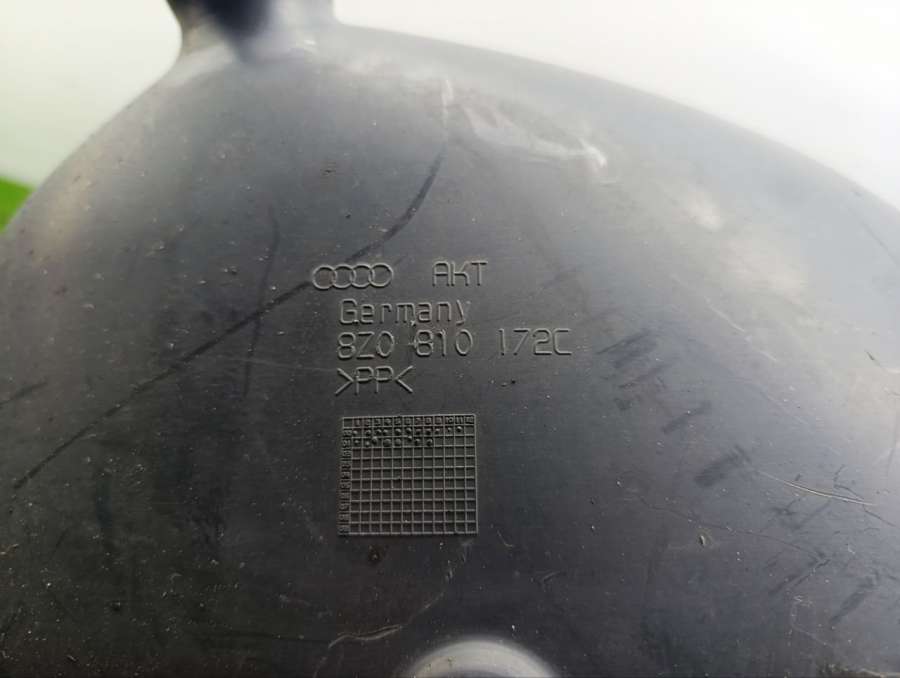 AKT
Germany
8Z0 810 172C
>PP<